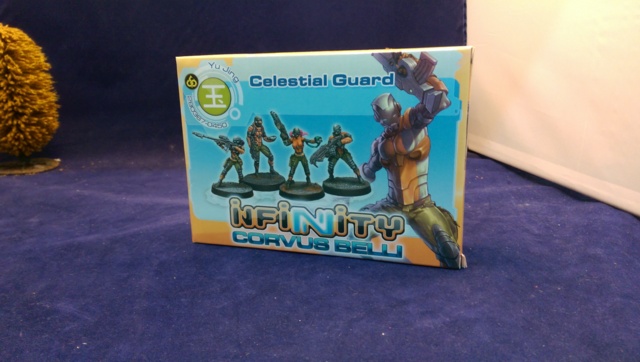 Yu Jing
Celestial Guard
玉
iNFiNiTY
CORVUS BELLI